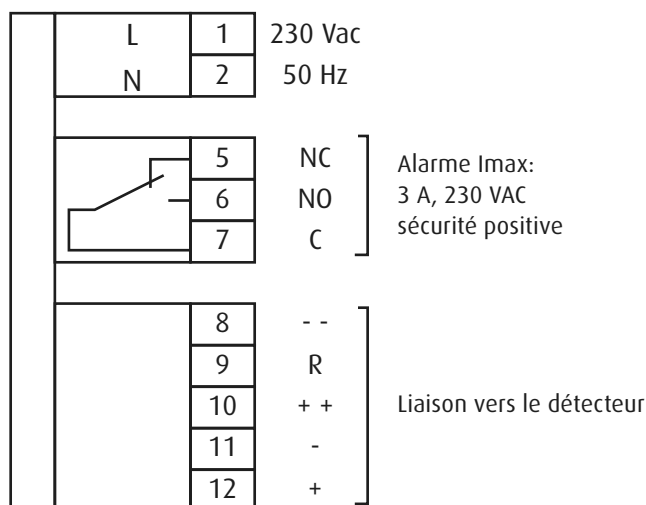 L 1 230 Vac
N 2 50 Hz
5 NC
6 NO
7 C
Alarme Imax:
3 A, 230 VAC
sécurité positive
8 - -
9 R
10 + +
11 -
12 +
Liaison vers le détecteur